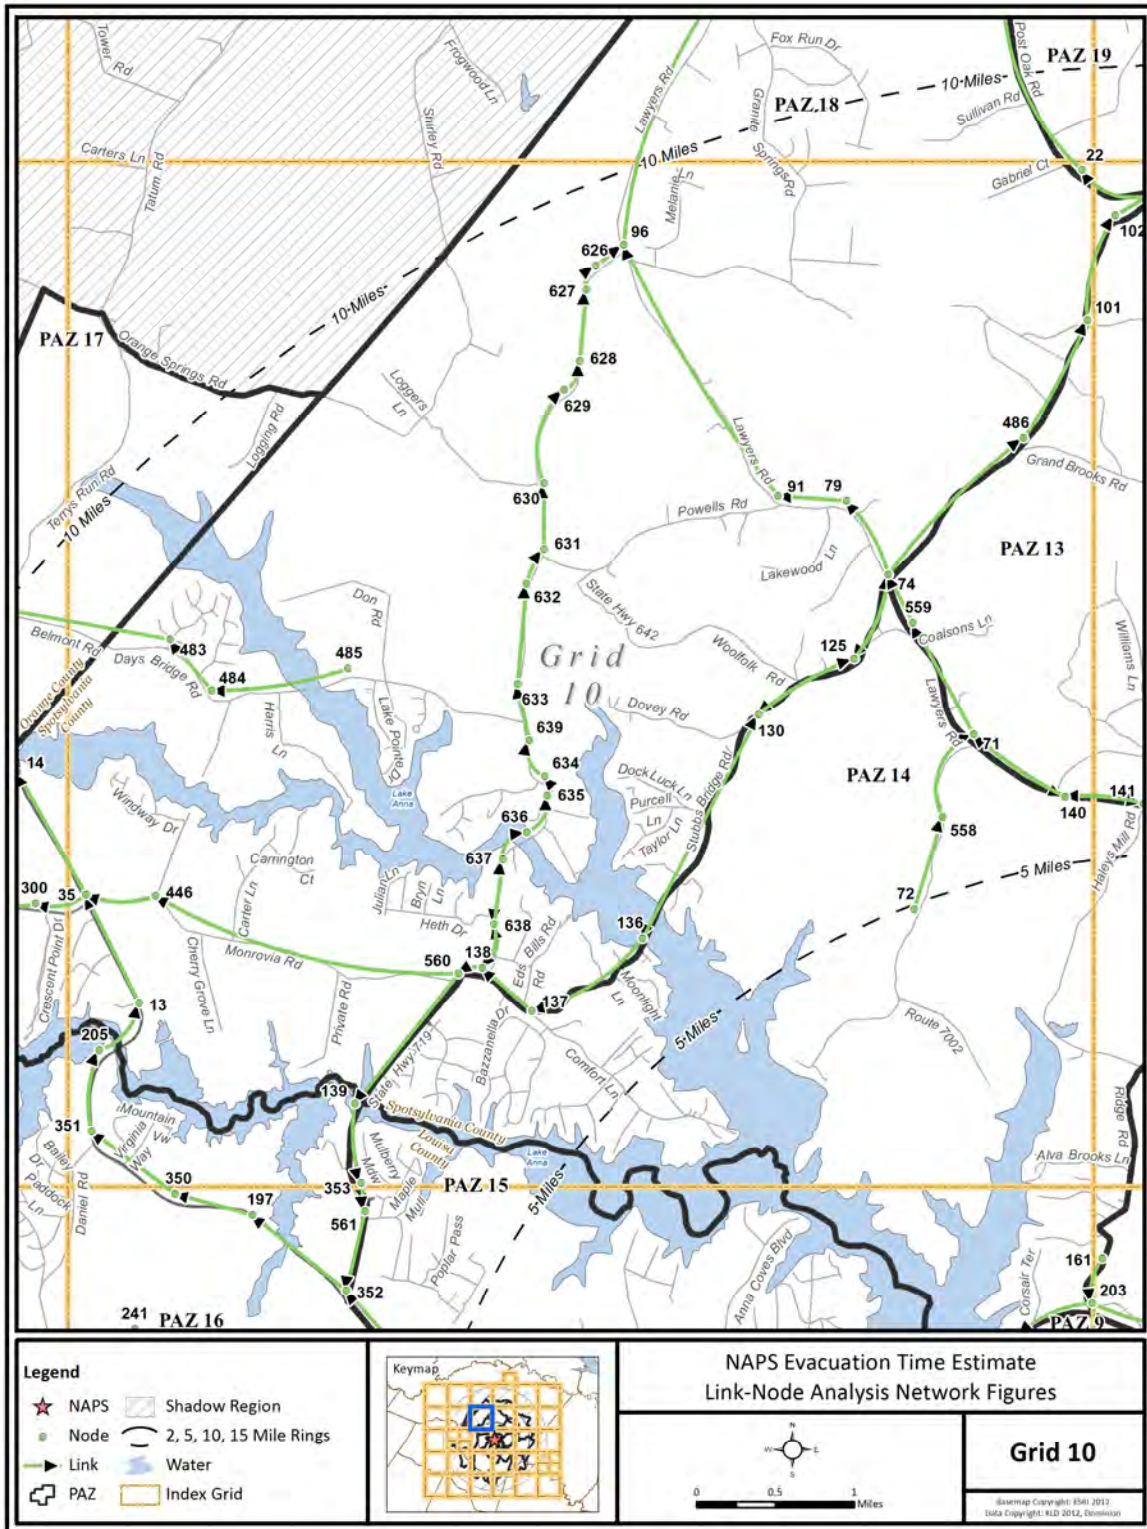 Tower Rd
Frogwood Ln
Shirley Rd
Lawyers Rd
Fox Run Dr
PAZ 18
Granite Springs Rd
10 Miles
Post Oak Rd
PAZ 19
Sullivan Rd
Carters Ln
Tatum Rd
10 Miles
Melanie Ln
Gabriel Ct
22
102
96
626
627
10 Miles
101
PAZ 17
Orange Springs Rd
628
Loggers Ln
629
Logging Rd
486
Grand Brooks Rd
Terrys Run Rd
10 Miles
630
Lawyers Rd
91
79
Powells Rd
631
PAZ 13
Lakewood Ln
74
632
State Hwy 642
559
Coalsons Ln
Don Rd
Belmont Rd
483
Days Bridge Rd
484
485
Grid
10
Woolfolk Rd
125
Williams Ln
Orange County
Spotsylvania County
Harris Ln
Lake Pointe Dr
633
Dovey Rd
130
Lawyers Rd
71
639
14
634
Dock Luck Ln
PAZ 14
Lake Anna
635
Purcell Ln
Stubbs Bridge Rd
140
141
Windway Dr
636
Taylor Ln
558
Haleys Mill Rd
Carrington Ct
637
5 Miles
300
35
446
Carter Ln
Julian Ln
Bryn Ln
72
Crescent Point Dr
Heth Dr
638
Eds Rd
Bills Rd
136
Cherry Grove Ln
Monrovia Rd
560
138
Moonlight Ln
13
Private Rd
137
205
State Hwy 719
Bazzanella Dr
Comfort Ln
5 Miles
Route 7002
139
Spotsylvania County
Louisa County
351
Mountain Vw
Virginia Way
Mulberry
Maple
Lake Anna
Ridge Rd
Bailey Dr
Paddock Ln
Daniel Rd
350
353
PAZ 15
Alva Brooks Ln
197
561
5 Miles
Poplar Pass
Anna Coves Blvd
Corsair Ter
161
352
203
241
PAZ 16
PAZ 9
Legend
NAPS
Shadow Region
Node
2, 5, 10, 15 Mile Rings
Link
Water
PAZ
Index Grid
Keymap
NAPS Evacuation Time Estimate
Link-Node Analysis Network Figures
N
W
E
S
0
0.5
1
Miles
Grid 10
Basemap Copyright: ESRI 2012
Data Copyright: KLD 2012, Dominion